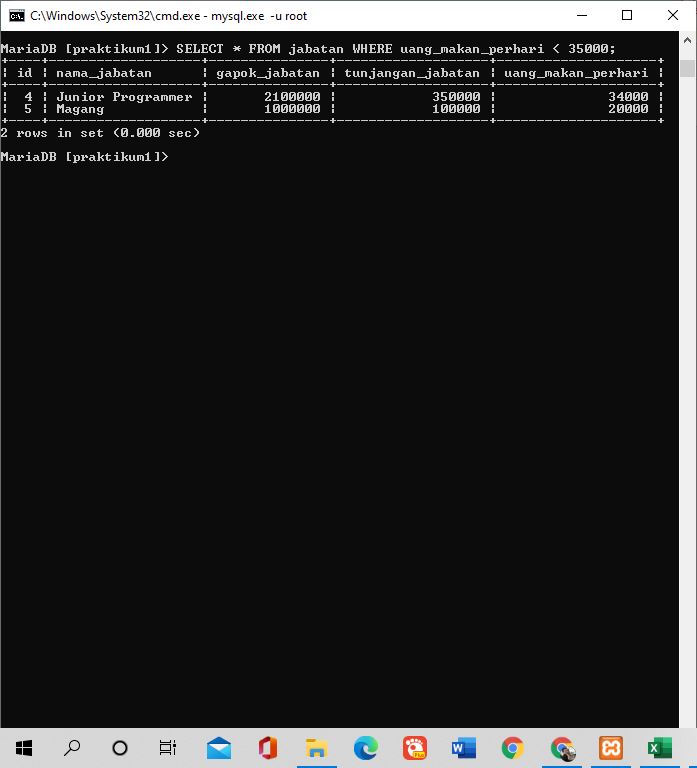 C:\Windows\System32\cmd.exe - mysql.exe  -u root
MariaDB [praktikum1]> SELECT * FROM jabatan WHERE uang_makan_perhari < 35000;
+----+-------------------+---------------+-------------------+--------------------+
| id | nama_jabatan      | gapok_jabatan | tunjangan_jabatan | uang_makan_perhari |
+----+-------------------+---------------+-------------------+--------------------+
|  4 | Junior Programmer |       2100000 |            350000 |              34000 |
|  5 | Magang            |       1000000 |            100000 |              20000 |
+----+-------------------+---------------+-------------------+--------------------+
2 rows in set (0.000 sec)
MariaDB [praktikum1]>